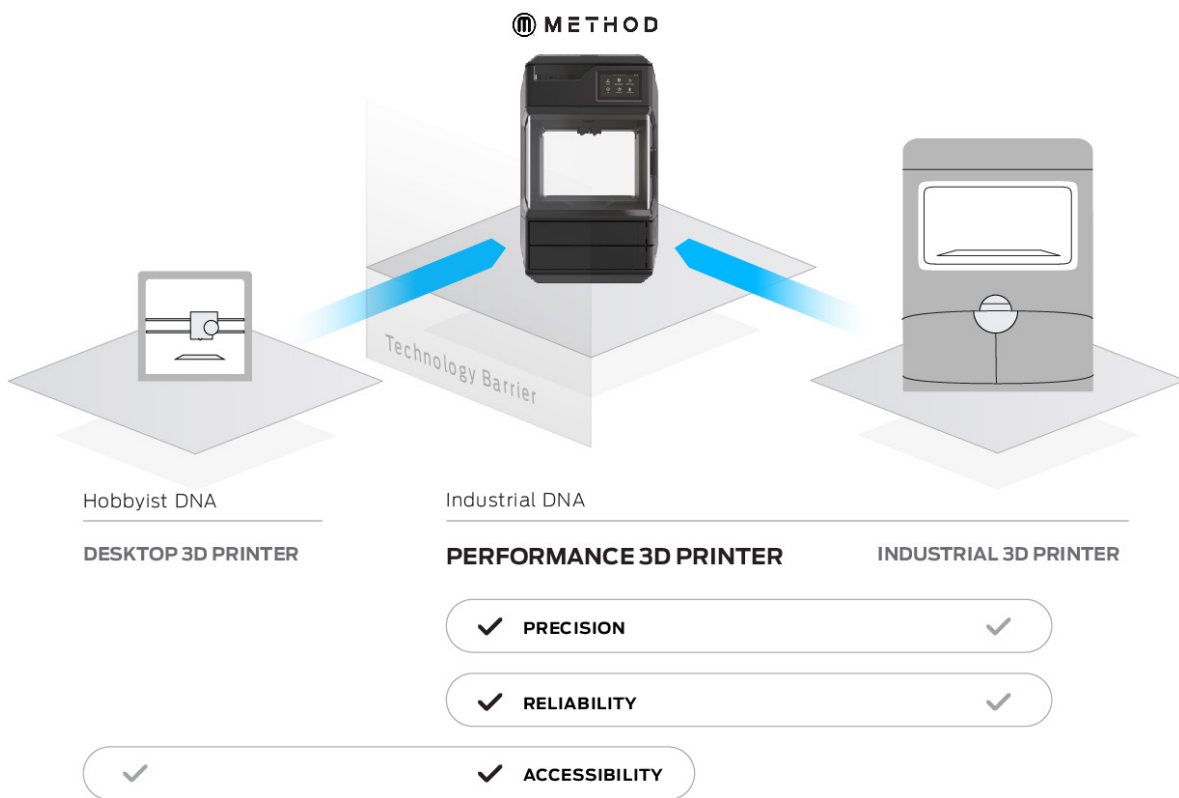 METHOD
Technology Barrier
Hobbyist DNA
Industrial DNA
DESKTOP 3D PRINTER
PERFORMANCE 3D PRINTER
INDUSTRIAL 3D PRINTER
PRECISION
RELIABILITY
ACCESSIBILITY